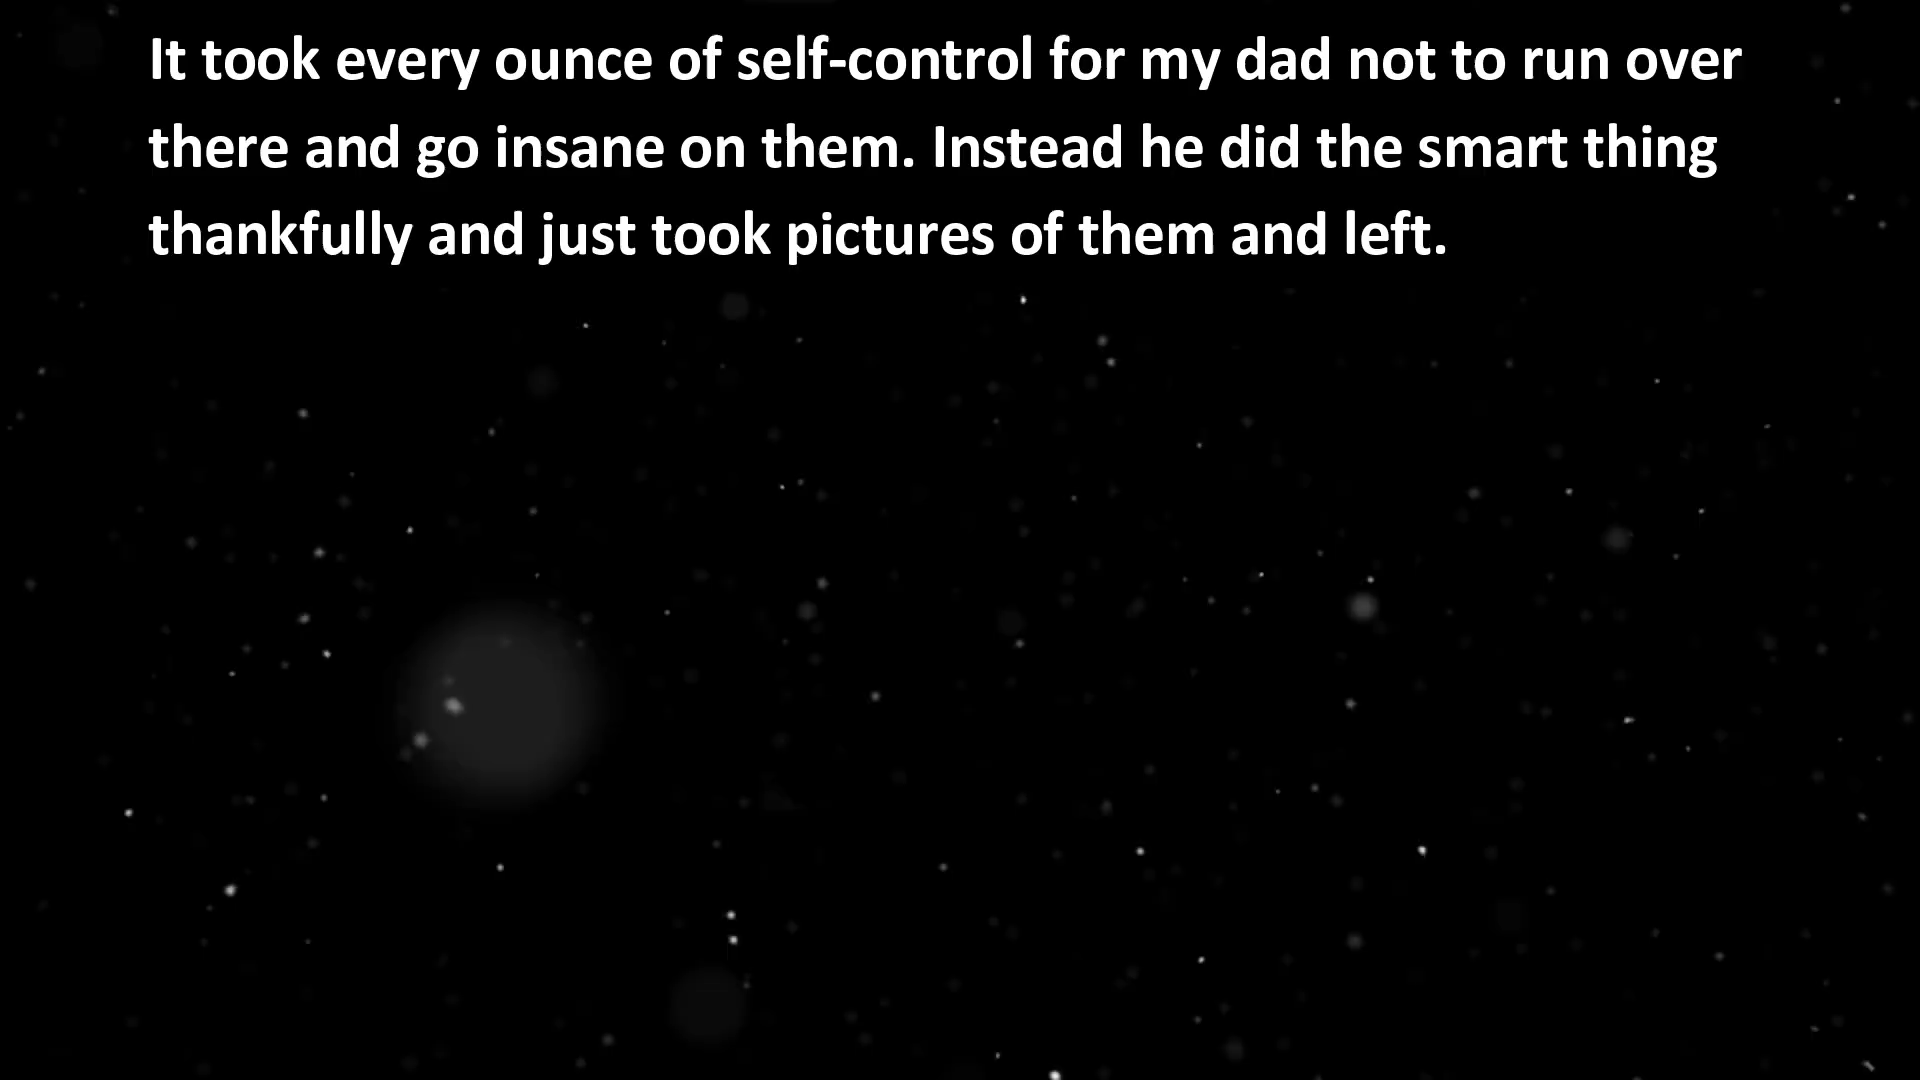 It took every ounce of self-control for my dad not to run over
there and go insane on them. Instead he did the smart thing
thankfully and just took pictures of them and left.